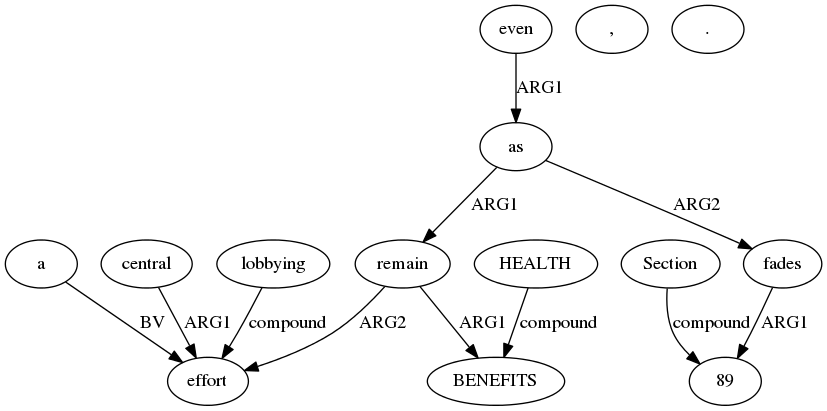 even , .
ARG1
as
ARG1 ARG2
a central lobbying remain HEALTH Section fades
BV ARG1 compound ARG2 ARG1 compound compound ARG1
effort BENEFITS 89